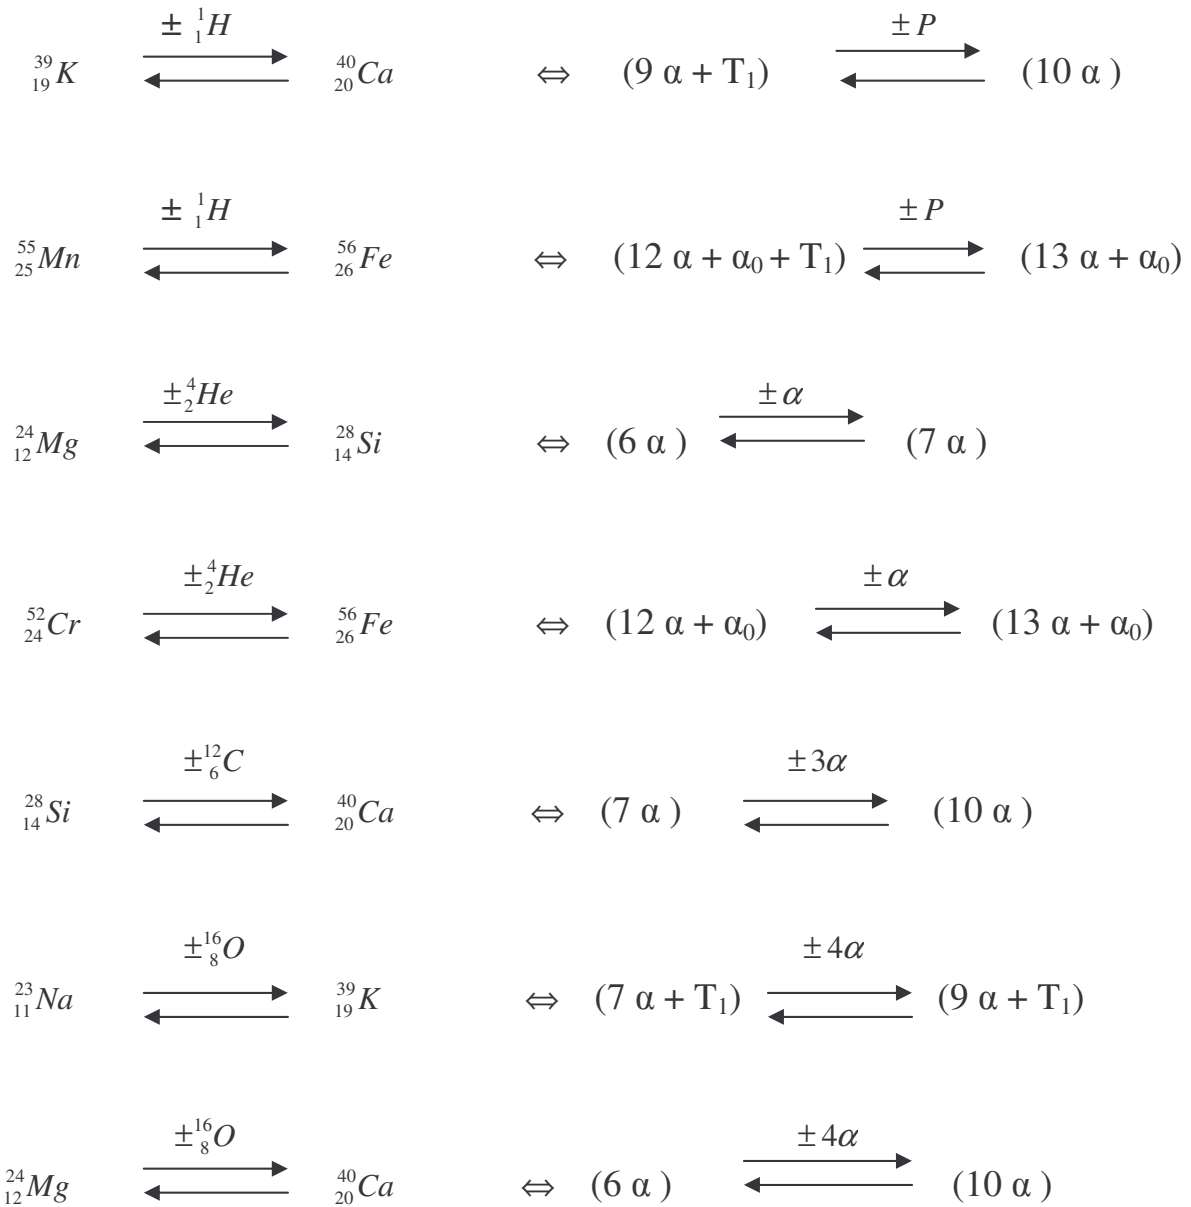 ± ¹₁H ± P
³⁹₁₉K ⁴⁰₂₀Ca ⇔ (9 α + T₁) (10 α )
± ¹₁H ± P
⁵⁵₂₅Mn ⁵⁶₂₆Fe ⇔ (12 α + α₀ + T₁) (13 α + α₀)
± ⁴₂He ± α
²⁴₁₂Mg ²⁸₁₄Si ⇔ (6 α ) (7 α )
± ⁴₂He ± α
⁵²₂₄Cr ⁵⁶₂₆Fe ⇔ (12 α + α₀) (13 α + α₀)
± ¹²₆C ± 3α
²⁸₁₄Si ⁴⁰₂₀Ca ⇔ (7 α ) (10 α )
± ¹⁶₈O ± 4α
²³₁₁Na ³⁹₁₉K ⇔ (7 α + T₁) (9 α + T₁)
± ¹⁶₈O ± 4α
²⁴₁₂Mg ⁴⁰₂₀Ca ⇔ (6 α ) (10 α )